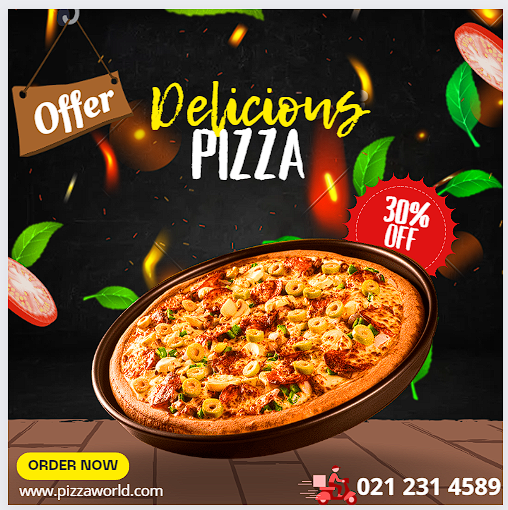 Offer
Delicious
PIZZA
30%
OFF
ORDER NOW
www.pizzaworld.com
021 231 4589